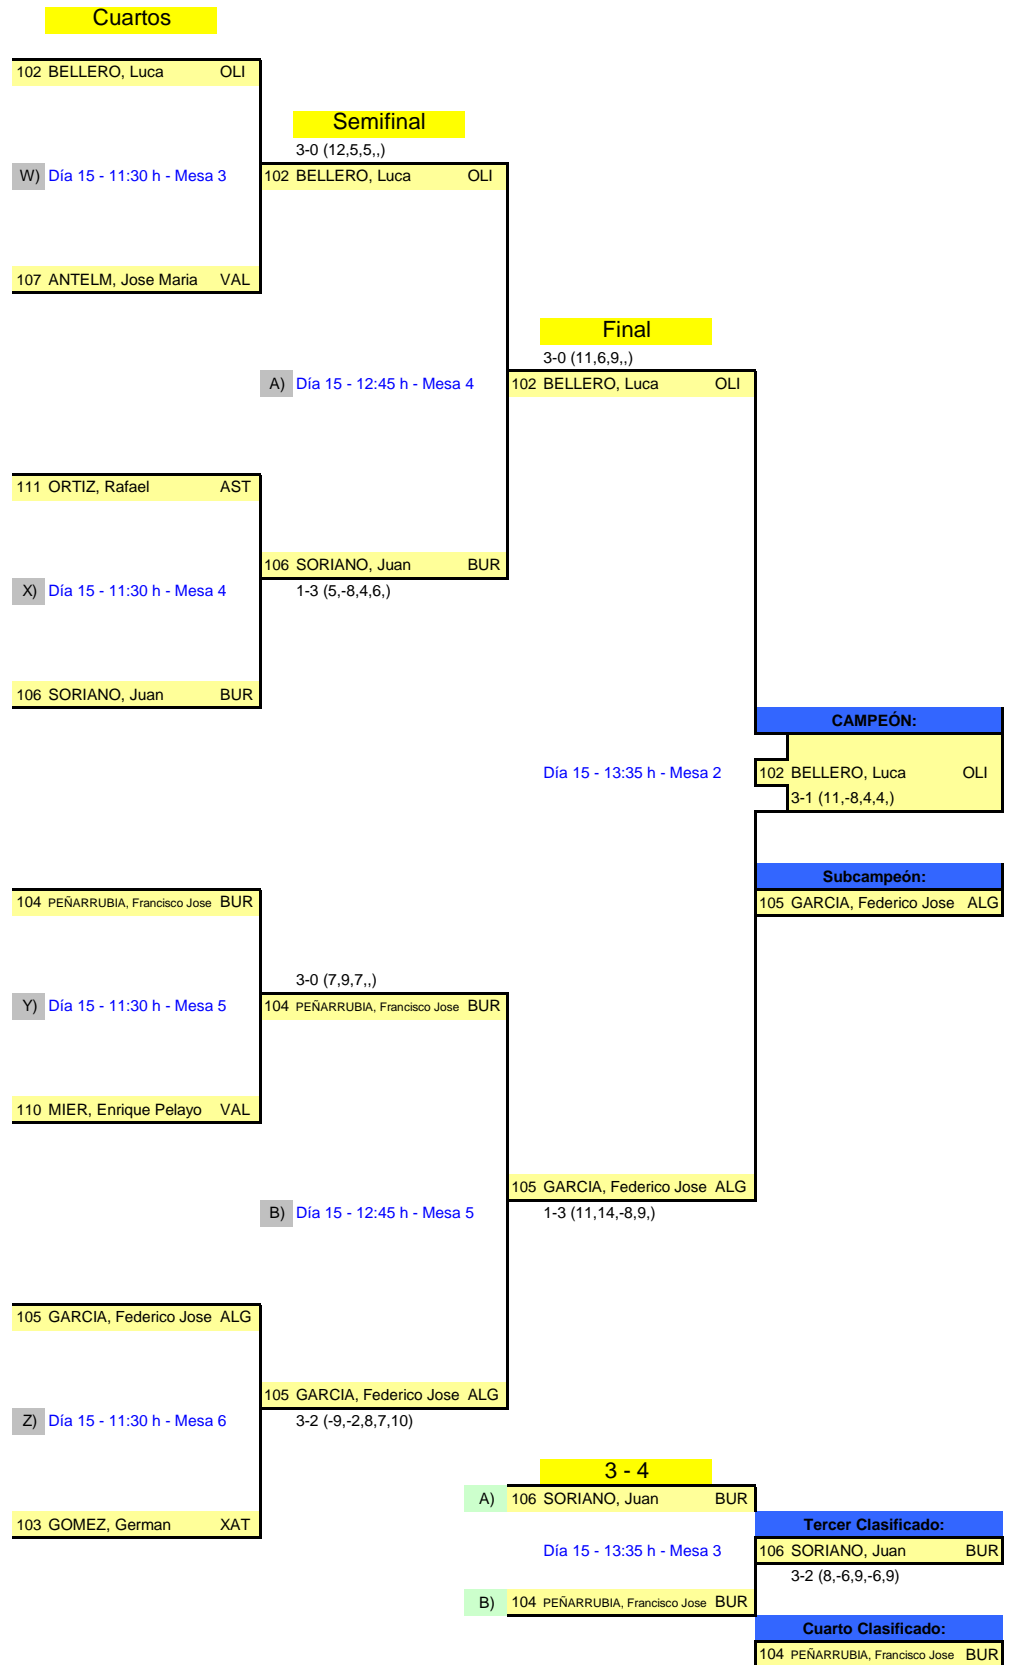 Cuartos
102 BELLERO, Luca OLI
Semifinal
3-0 (12,5,5,,)
W) Día 15 - 11:30 h - Mesa 3
102 BELLERO, Luca OLI
107 ANTELM, Jose Maria VAL
Final
3-0 (11,6,9,,)
A) Día 15 - 12:45 h - Mesa 4
102 BELLERO, Luca OLI
111 ORTIZ, Rafael AST
106 SORIANO, Juan BUR
X) Día 15 - 11:30 h - Mesa 4
1-3 (5,-8,4,6,)
106 SORIANO, Juan BUR
CAMPEÓN:
Día 15 - 13:35 h - Mesa 2
102 BELLERO, Luca OLI
3-1 (11,-8,4,4,)
Subcampeón:
104 PEÑARRUBIA, Francisco Jose BUR
105 GARCIA, Federico Jose ALG
3-0 (7,9,7,,)
Y) Día 15 - 11:30 h - Mesa 5
104 PEÑARRUBIA, Francisco Jose BUR
110 MIER, Enrique Pelayo VAL
105 GARCIA, Federico Jose ALG
B) Día 15 - 12:45 h - Mesa 5
1-3 (11,14,-8,9,)
105 GARCIA, Federico Jose ALG
105 GARCIA, Federico Jose ALG
Z) Día 15 - 11:30 h - Mesa 6
3-2 (-9,-2,8,7,10)
3 - 4
A) 106 SORIANO, Juan BUR
103 GOMEZ, German XAT
Tercer Clasificado:
Día 15 - 13:35 h - Mesa 3
106 SORIANO, Juan BUR
3-2 (8,-6,9,-6,9)
B) 104 PEÑARRUBIA, Francisco Jose BUR
Cuarto Clasificado:
104 PEÑARRUBIA, Francisco Jose BUR